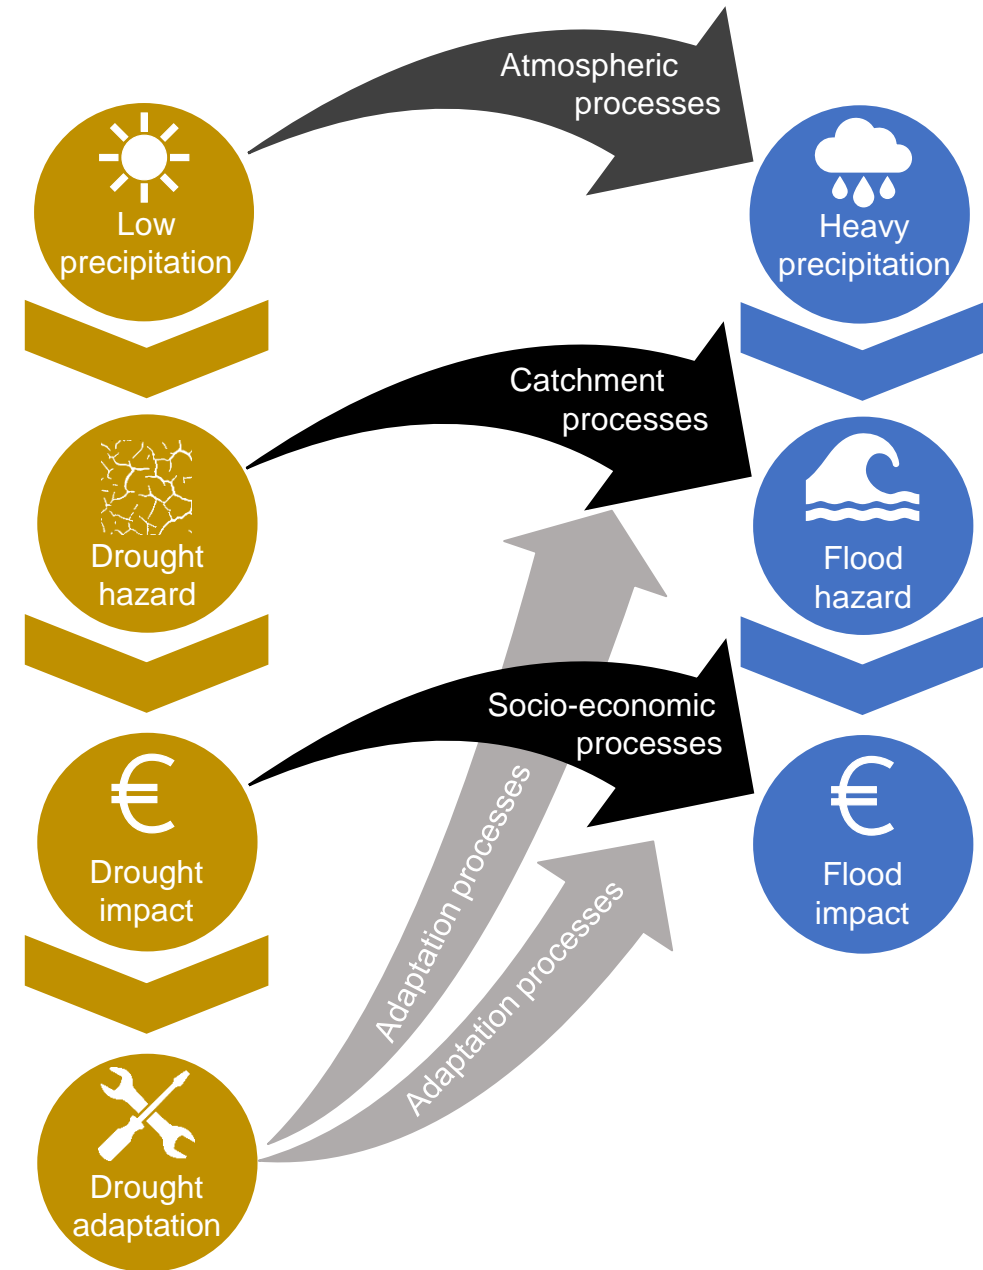 Atmospheric
processes
Low
precipitation
Heavy
precipitation
Catchment
processes
Drought
hazard
Flood
hazard
Socio-economic
processes
Drought
impact
Flood
impact
Adaptation processes
Adaptation processes
Drought
adaptation